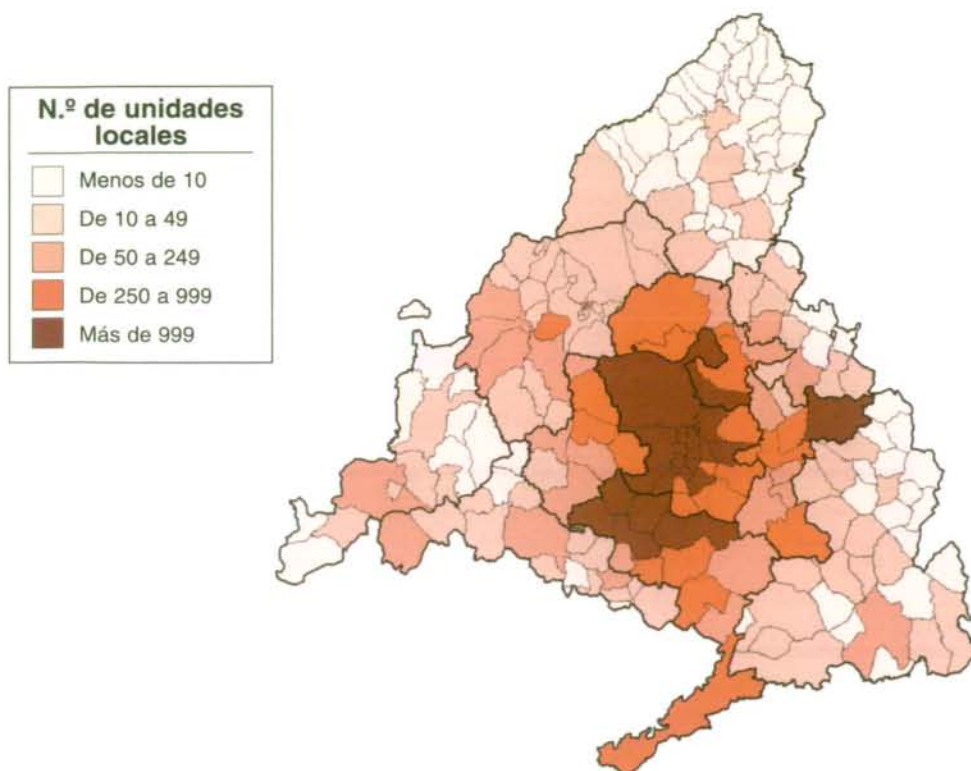 N.º de unidades
locales
Menos de 10
De 10 a 49
De 50 a 249
De 250 a 999
Más de 999